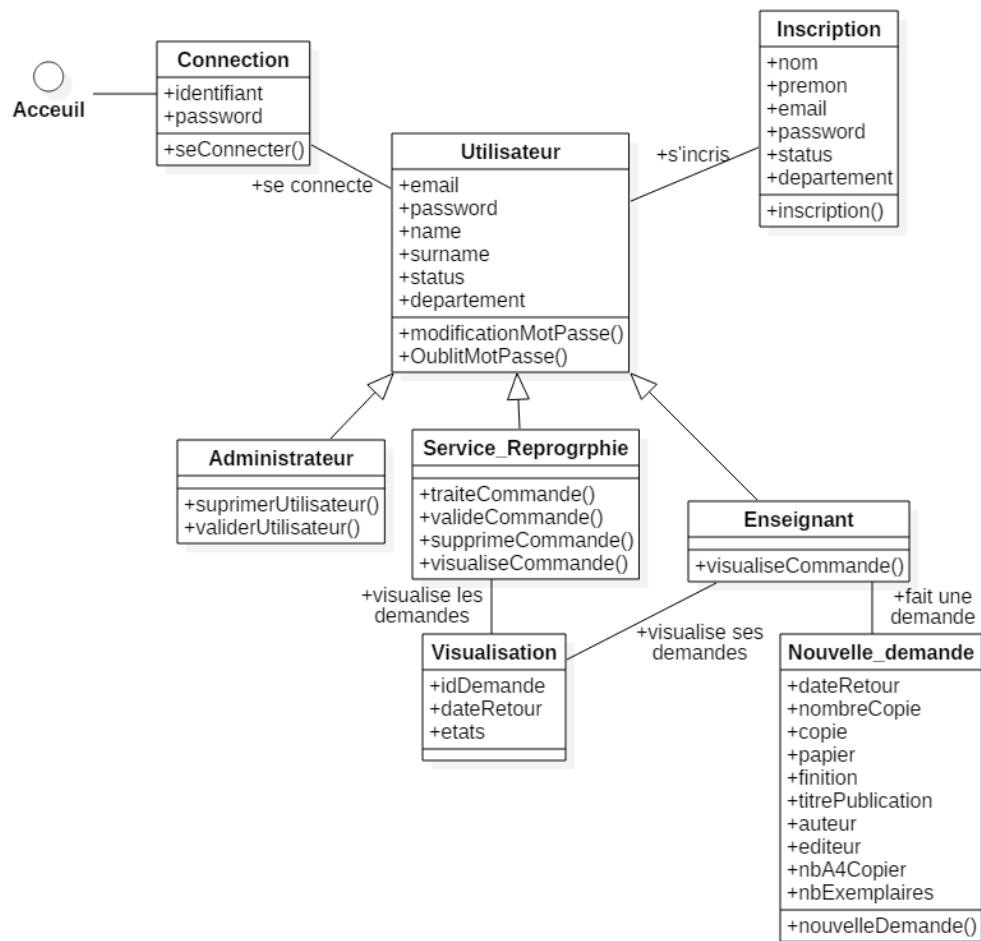 Acceuil
Connection
+identifiant
+password
+seConnecter()
+se connecte
Utilisateur
+email
+password
+name
+surname
+status
+departement
+modificationMotPasse()
+OublitMotPasse()
+s'incris
Inscription
+nom
+premon
+email
+password
+status
+departement
+inscription()
Administrateur
+suprimerUtilisateur()
+validerUtilisateur()
Service_Reprogrphie
+traiteCommande()
+valideCommande()
+supprimeCommande()
+visualiseCommande()
Enseignant
+visualiseCommande()
+visualise les
demandes
+visualise ses
demandes
+fait une
demande
Visualisation
+idDemande
+dateRetour
+etats
Nouvelle_demande
+dateRetour
+nombreCopie
+copie
+papier
+finition
+titrePublication
+auteur
+editeur
+nbA4Copier
+nbExemplaires
+nouvelleDemande()